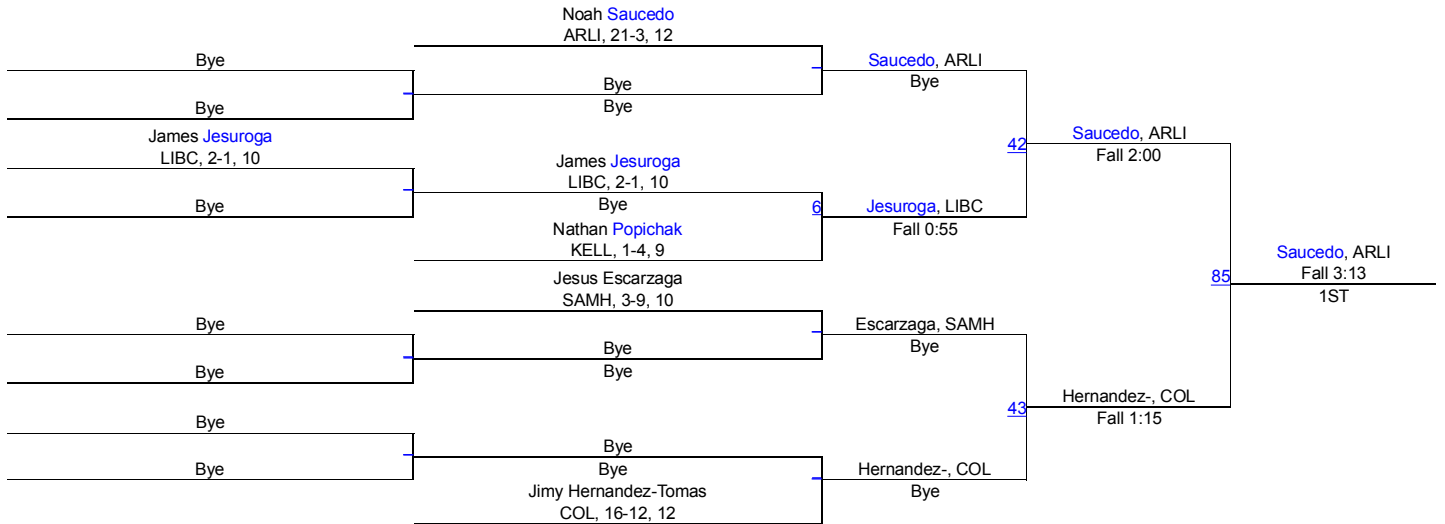 Noah Saucedo
ARLI, 21-3, 12
Bye
Bye
James Jesuroga
LIBC, 2-1, 10
Bye
Bye
Bye
James Jesuroga
LIBC, 2-1, 10
Bye
Nathan Popichak
KELL, 1-4, 9
Saucedo, ARLI
Bye
42
6
Jesuroga, LIBC
Fall 0:55
Saucedo, ARLI
Fall 2:00
Jesus Escarzaga
SAMH, 3-9, 10
Bye
Bye
Bye
Bye
Bye
Bye
Bye
Bye
Jimy Hernandez-Tomas
COL, 16-12, 12
Escarzaga, SAMH
Bye
43
Hernandez-, COL
Bye
Hernandez-, COL
Fall 1:15
85
Saucedo, ARLI
Fall 3:13
1ST